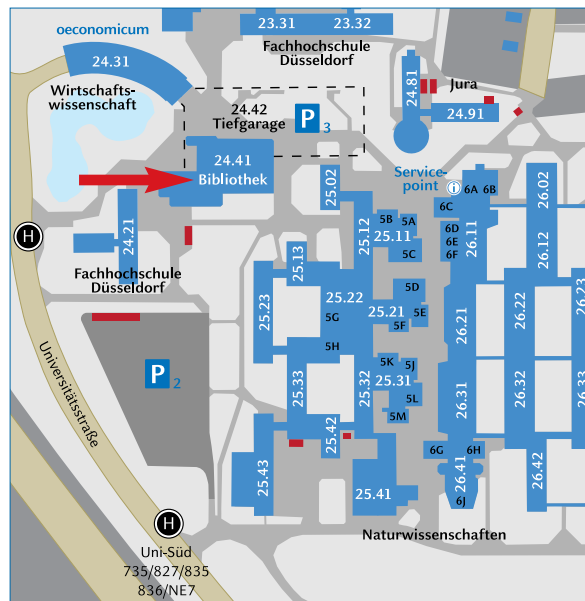 23.31
23.32
oeconomicum
Fachhochschule
Düsseldorf
24.31
Wirtschafts-
wissenschaft
24.81
Jura
24.42
Tiefgarage
P 3
24.91
24.41
Bibliothek
Service-
point
i
25.02
6A 6B
26.02
6C
H
24.21
5B
5A
25.12
25.11
6D
6E
6F
26.11
26.12
5C
25.13
Fachhochschule
Düsseldorf
5D
25.23
25.22
5G
25.21
5E
5F
26.21
26.22
26.23
5H
Universitätsstraße
P 2
5K
5J
25.33
25.32
25.31
5L
26.31
26.32
26.33
5M
25.42
6G
6H
25.43
25.41
26.41
26.42
6J
H
Uni-Süd
735/827/835
836/NE7
Naturwissenschaften